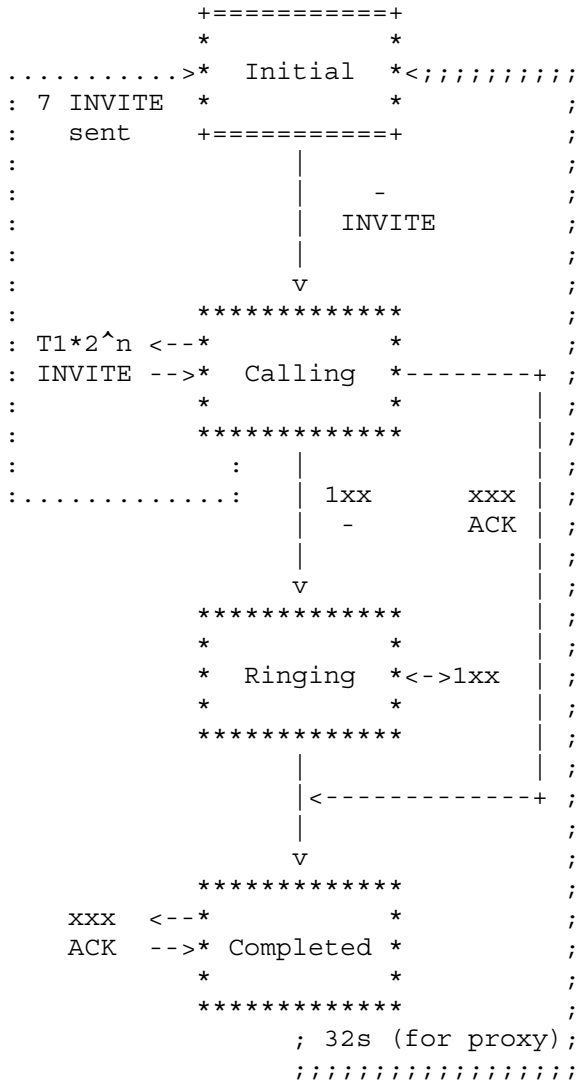 +===========+
*           *
...........>*  Initial  *<;;;;;;;;;;
: 7 INVITE  *           *          ;
:   sent    +===========+          ;
:                 |                ;
:                 |    -           ;
:                 |  INVITE        ;
:                 |                ;
:                 v                ;
:           *************          ;
: T1*2^n <--*           *          ;
: INVITE -->*  Calling  *--------+ ;
:           *           *        | ;
:           *************        | ;
:             :   |              | ;
:.............:   | 1xx     xxx  | ;
                  |  -      ACK  | ;
                  |              | ;
                  v              | ;
            *************        | ;
            *           *        | ;
            *  Ringing  *<->1xx  | ;
            *           *        | ;
            *************        | ;
                  |              | ;
                  |<-------------+ ;
                  |                ;
                  v                ;
            *************          ;
    xxx  <--*           *          ;
    ACK  -->* Completed *          ;
            *           *          ;
            *************          ;
                  ; 32s (for proxy);
                  ;;;;;;;;;;;;;;;;;;